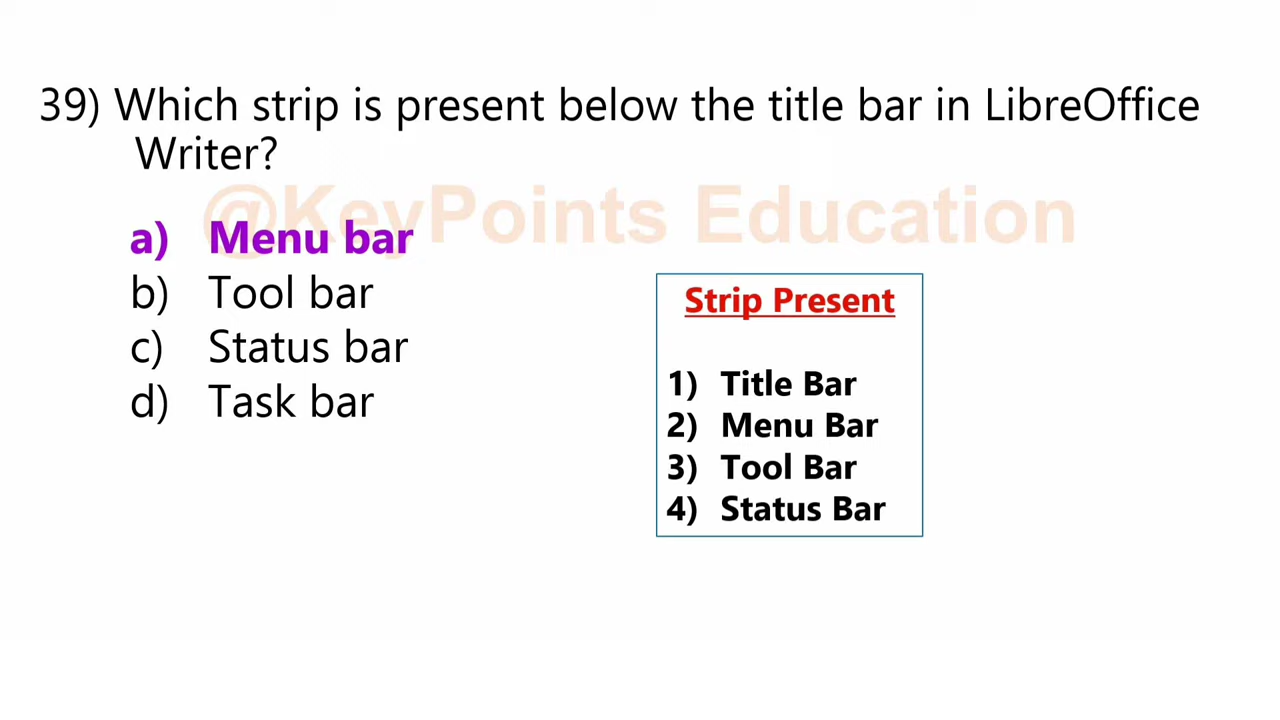 39) Which strip is present below the title bar in LibreOffice
Writer?
@KeyPoints Education
a) Menu bar
b) Tool bar
c) Status bar
d) Task bar
Strip Present
1) Title Bar
2) Menu Bar
3) Tool Bar
4) Status Bar